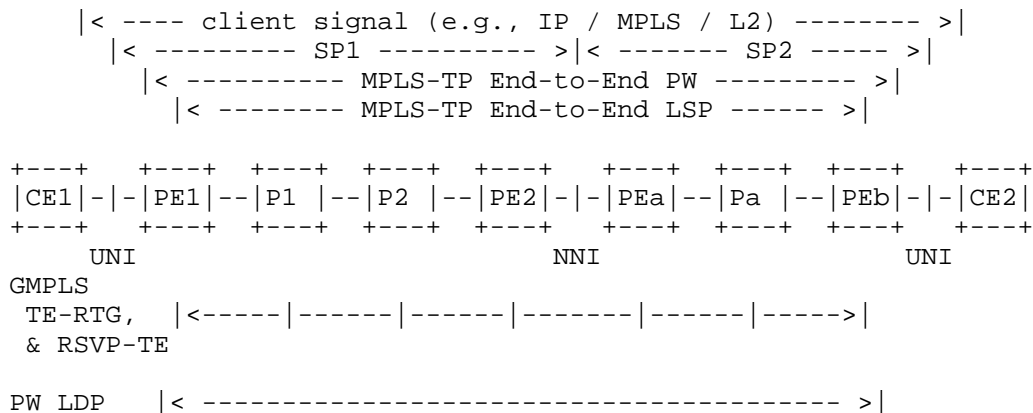 |< ---- client signal (e.g., IP / MPLS / L2) -------- >|
|< --------- SP1 ---------- >|< ------- SP2 ----- >|
|< ---------- MPLS-TP End-to-End PW --------- >|
|< -------- MPLS-TP End-to-End LSP ------ >|
+---+ +---+ +---+ +---+ +---+ +---+ +---+ +---+ +---+
|CE1|-|-|PE1|--|P1 |--|P2 |--|PE2|-|-|PEa|--|Pa |--|PEb|-|-|CE2|
+---+ +---+ +---+ +---+ +---+ +---+ +---+ +---+ +---+
UNI NNI UNI
GMPLS
TE-RTG, |<-----|------|------|-------|------|----->|
& RSVP-TE
PW LDP |< ---------------------------------------- >|